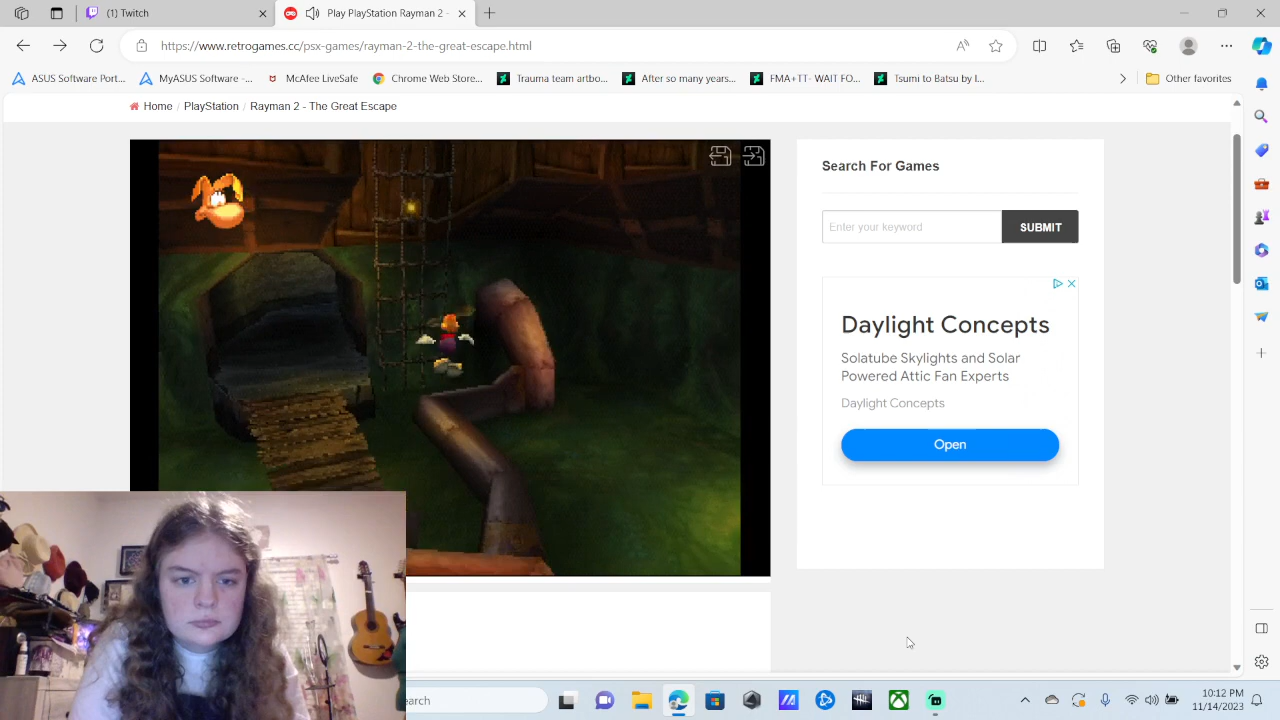 (1) Twitch
Play PlayStation Rayman 2 -
https://www.retrogames.cc/psx-games/rayman-2-the-great-escape.html
ASUS Software Port...
MyASUS Software -...
McAfee LiveSafe
Chrome Web Store...
Trauma team artbo...
After so many years...
FMA+TT- WAIT FO...
Tsumi to Batsu by I...
Other favorites
Home / PlayStation / Rayman 2 - The Great Escape
Search For Games
Enter your keyword
SUBMIT
Daylight Concepts
Solatube Skylights and Solar
Powered Attic Fan Experts
Daylight Concepts
Open
earch
10:12 PM
11/14/2023